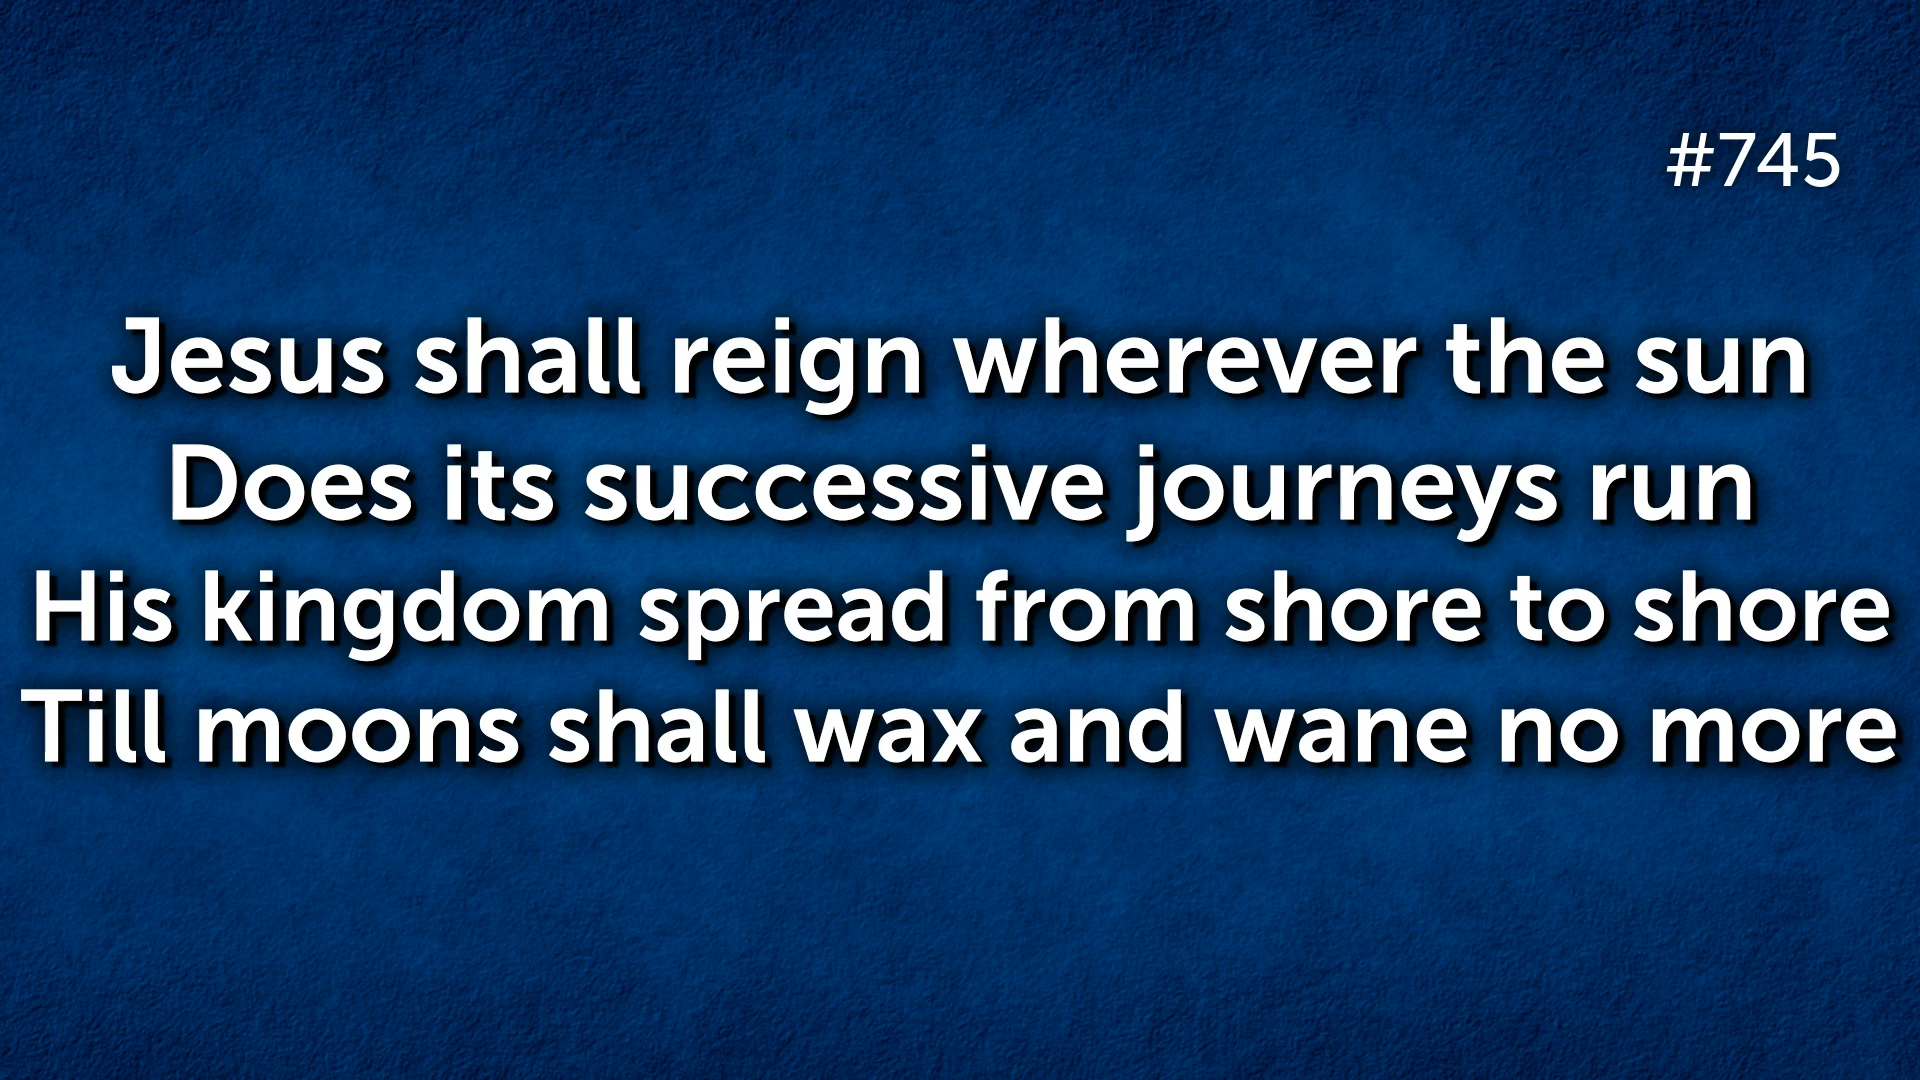 #745
Jesus shall reign wherever the sun
Does its successive journeys run
His kingdom spread from shore to shore
Till moons shall wax and wane no more